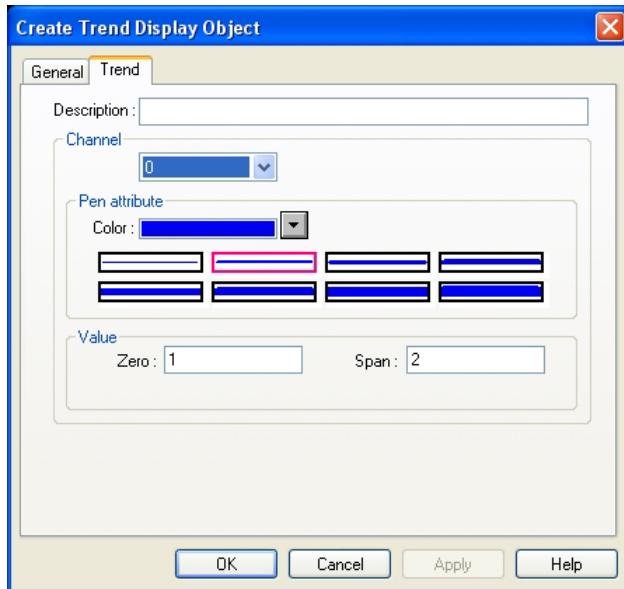 Create Trend Display Object
General Trend
Description :
Channel
0
Pen attribute
Color :
Value
Zero : 1 Span : 2
OK Cancel Apply Help